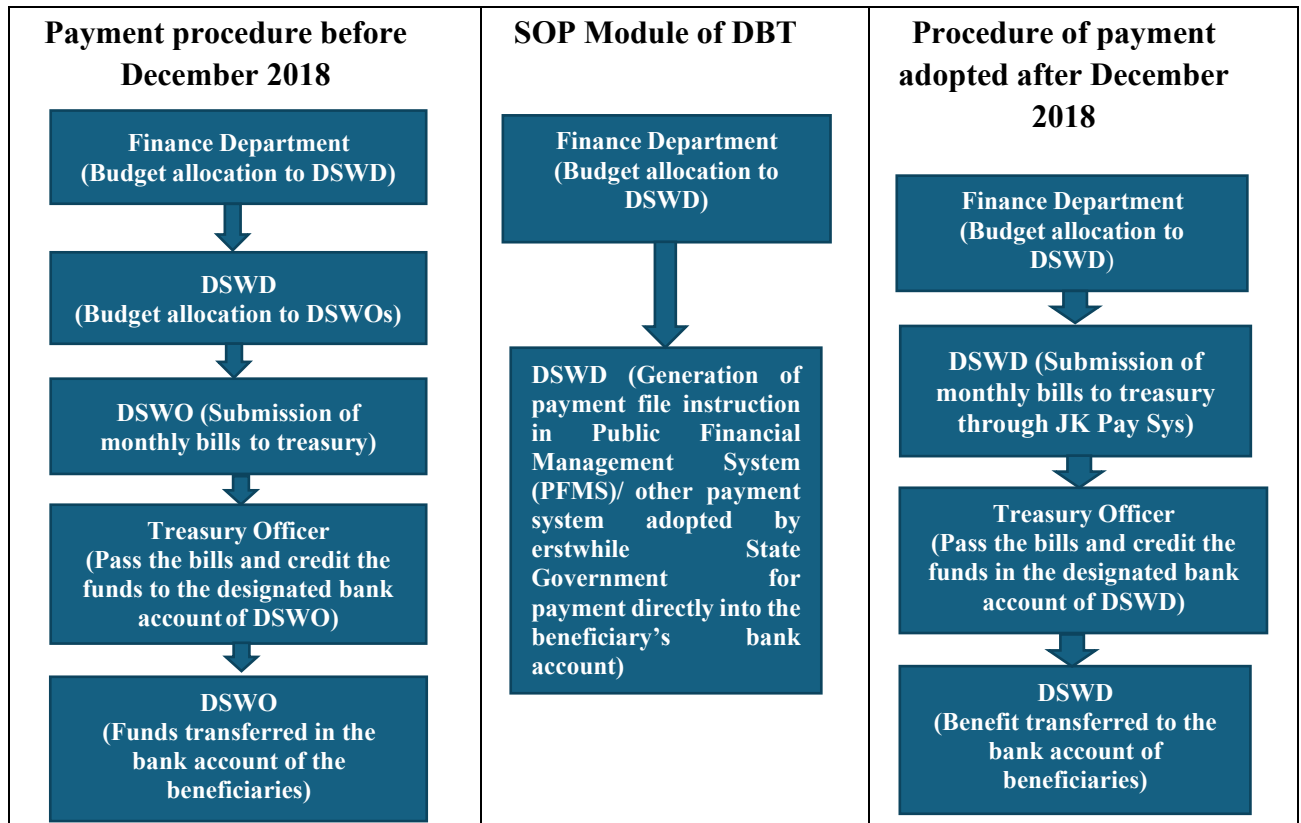 Payment procedure before
December 2018
Finance Department
(Budget allocation to DSWD)
DSWD
(Budget allocation to DSWOs)
DSWO (Submission of
monthly bills to treasury)
Treasury Officer
(Pass the bills and credit the
funds to the designated bank
account of DSWO)
DSWO
(Funds transferred in the
bank account of the
beneficiaries)
SOP Module of DBT
Finance Department
(Budget allocation to
DSWD)
DSWD (Generation of
payment file instruction
in Public Financial
Management System
(PFMS)/ other payment
system adopted by
erstwhile State
Government for
payment directly into the
beneficiary’s bank
account)
Procedure of payment
adopted after December
2018
Finance Department
(Budget allocation to
DSWD)
DSWD (Submission of
monthly bills to treasury
through JK Pay Sys)
Treasury Officer
(Pass the bills and credit the
funds in the designated bank
account of DSWD)
DSWD
(Benefit transferred to the
bank account of
beneficiaries)